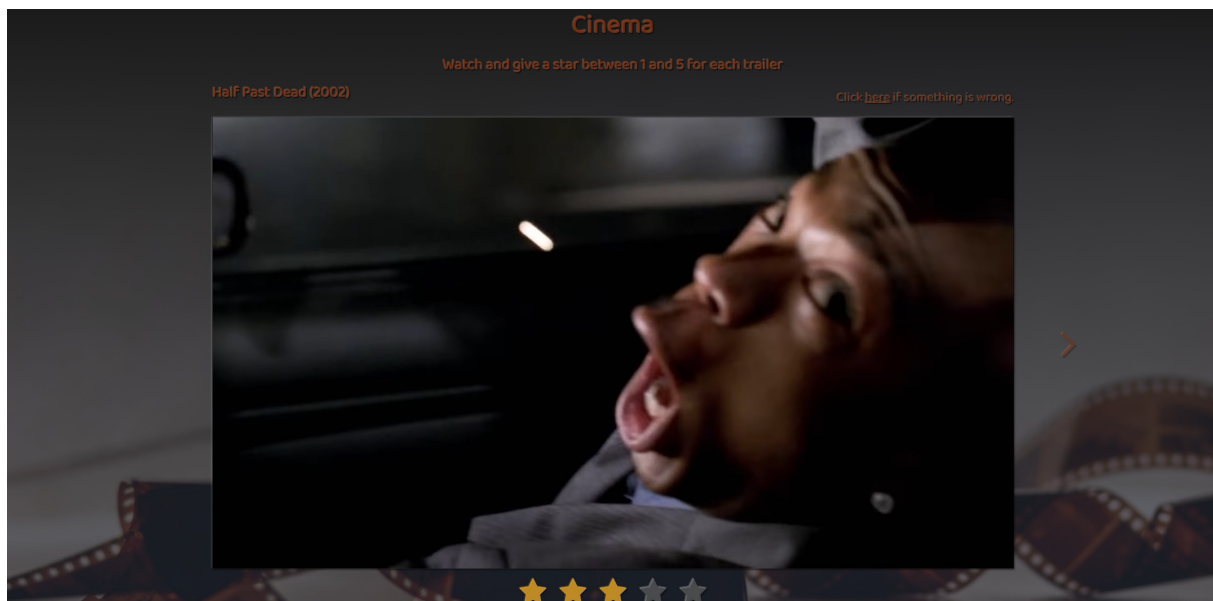 Cinema
Watch and give a star between 1 and 5 for each trailer
Half Past Dead (2002)
Click here if something is wrong.